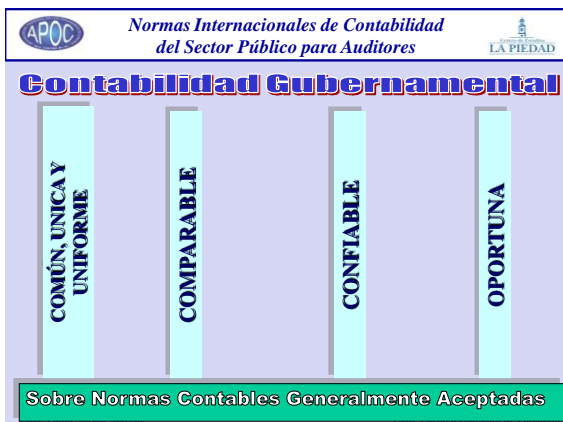 APOC
Normas Internacionales de Contabilidad
del Sector Público para Auditores
LA PIEDAD
Contabilidad Gubernamental
COMÚN, UNICA Y
UNIFORME
COMPARABLE
CONFIABLE
OPORTUNA
Sobre Normas Contables Generalmente Aceptadas